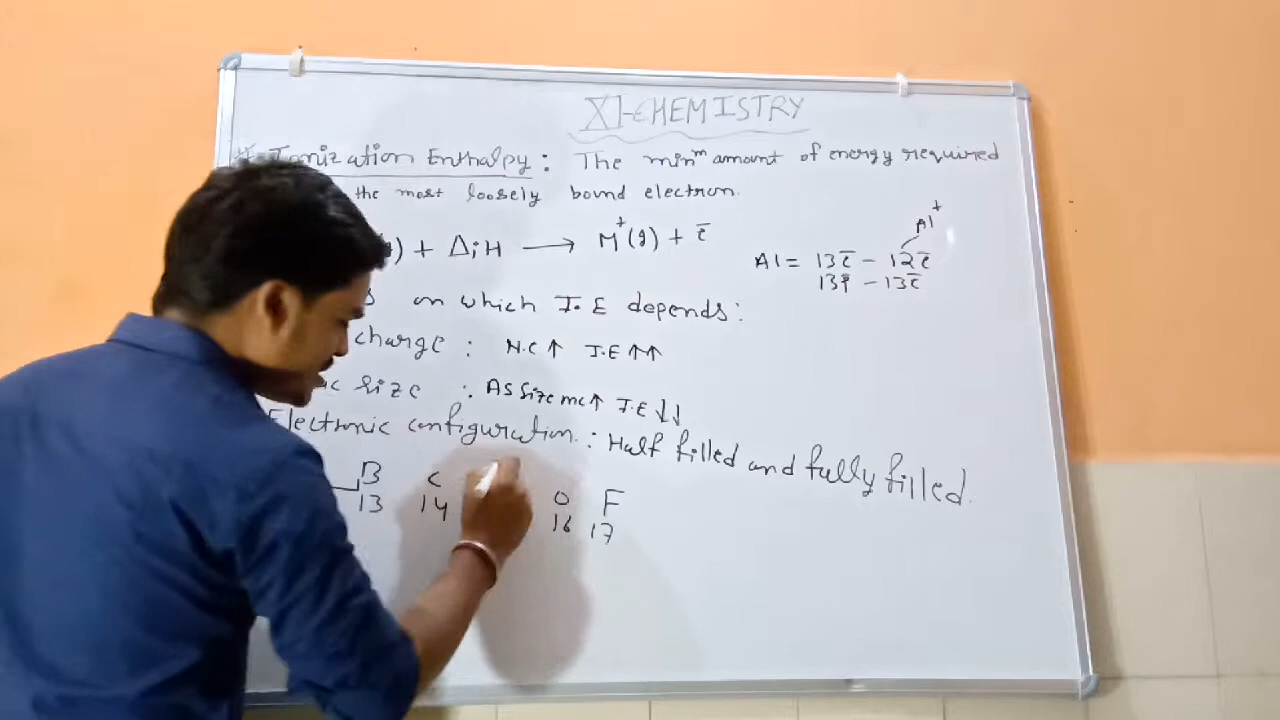 XI-CHEMISTRY
* Ionization Enthalpy : The minᵐ amount of energy required
the most loosely bound electron.
) + ΔiH ⟶ M⁺(g) + ē
Al⁺
Al = 13ē - 12ē
13p - 13ē
s on which I.E depends :
charge : N.C ↑ I.E ↑↑
ic size : As size inc ↑ I.E ↓↓
Electronic configuration : Half filled and fully filled.
B C O F
13 14 16 17